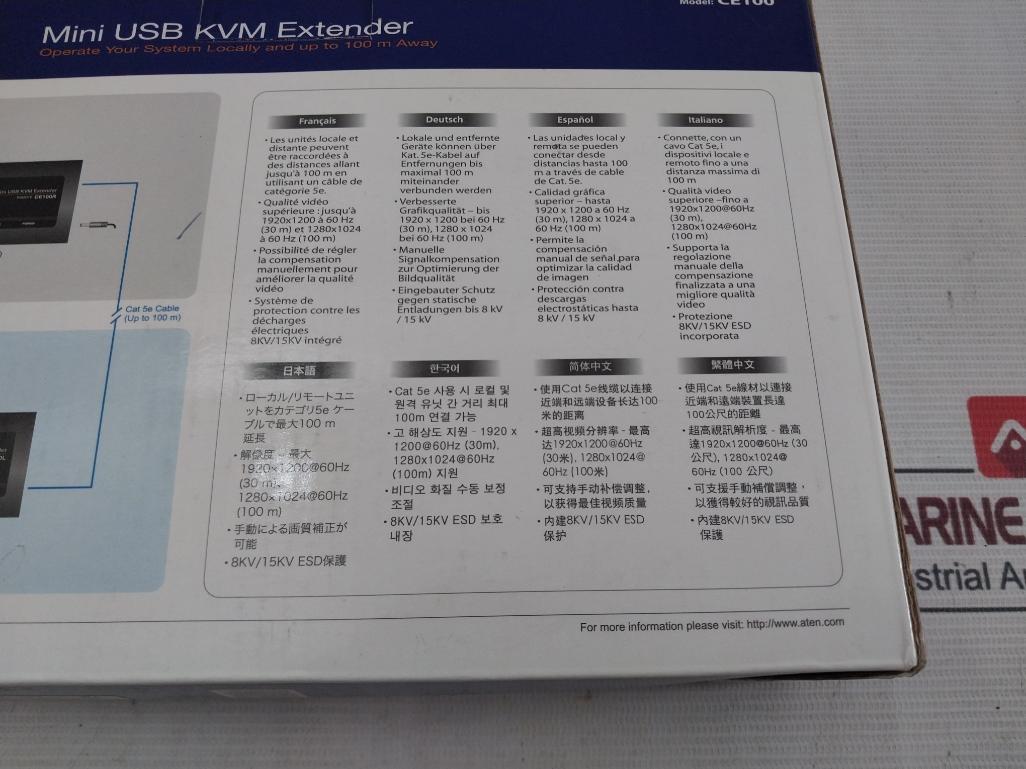 Model: CE100
Mini USB KVM Extender
Operate Your System Locally and up to 100 m Away
Mini USB KVM Extender
CE100R
Cat 5e Cable
(Up to 100 m)
Français
• Les unités locale et
distante peuvent
être raccordées à
des distances allant
jusqu'à 100 m en
utilisant un câble de
catégorie 5e.
• Qualité vidéo
supérieure : jusqu'à
1920x1200 à 60 Hz
(30 m) et 1280x1024
à 60 Hz (100 m)
• Possibilité de régler
la compensation
manuellement pour
améliorer la qualité
vidéo
• Système de
protection contre les
décharges
électriques
8KV/15KV intégré
Deutsch
• Lokale und entfernte
Geräte können über
Kat. 5e-Kabel auf
Entfernungen bis
maximal 100 m
miteinander
verbunden werden
• Verbesserte
Grafikqualität – bis
1920 x 1200 bei 60 Hz
(30 m), 1280 x 1024
bei 60 Hz (100 m)
• Manuelle
Signalkompensation
zur Optimierung der
Bildqualität
• Eingebauter Schutz
gegen statische
Entladungen bis 8 kV
/ 15 kV
Español
• Las unidades local y
remota se pueden
conectar desde
distancias hasta 100
m a través de cable
de Cat. 5e.
• Calidad gráfica
superior – hasta
1920 x 1200 a 60 Hz
(30 m), 1280 x 1024 a
60 Hz (100 m)
• Permite la
compensación
manual de señal para
optimizar la calidad
de imagen
• Protección contra
descargas
electrostáticas hasta
8 kV / 15 kV
Italiano
• Connette, con un
cavo Cat 5e, i
dispositivi locale e
remoto fino a una
distanza massima di
100 m
• Qualità video
superiore –fino a
1920x1200@60Hz
(30 m),
1280x1024@60Hz
(100 m)
• Supporta la
regolazione
manuale della
compensazione
finalizzata a una
migliore qualità
video
• Protezione
8KV/15KV ESD
incorporata
日本語
• ローカル/リモートユニ
ットをカテゴリ5e ケー
ブルで最大100 m
延長
• 解像度 – 最大
1920x1200@60Hz
(30 m)、
1280x1024@60Hz
(100 m)
• 手動による画質補正が
可能
• 8KV/15KV ESD保護
한국어
• Cat 5e 사용 시 로컬 및
원격 유닛 간 거리 최대
100m 연결 가능
• 고 해상도 지원 – 1920 x
1200@60Hz (30m),
1280x1024@60Hz
(100m) 지원
• 비디오 화질 수동 보정
조절
• 8KV/15KV ESD 보호
내장
简体中文
• 使用Cat 5e线缆以连接
近端和远端设备长达100
米的距离
• 超高视频分辨率 - 最高
达1920x1200@60Hz
(30米), 1280x1024@
60Hz (100米)
• 可支持手动补偿调整,
以获得最佳视频质量
• 内建8KV/15KV ESD
保护
繁體中文
• 使用Cat 5e線材以連接
近端和遠端裝置長達
100公尺的距離
• 超高視訊解析度 – 最高
達1920x1200@60Hz (30
公尺), 1280x1024@
60Hz (100 公尺)
• 可支援手動補償調整,
以獲得較好的視訊品質
• 內建8KV/15KV ESD
保護
For more information please visit: http://www.aten.com
ARINE
strial Au